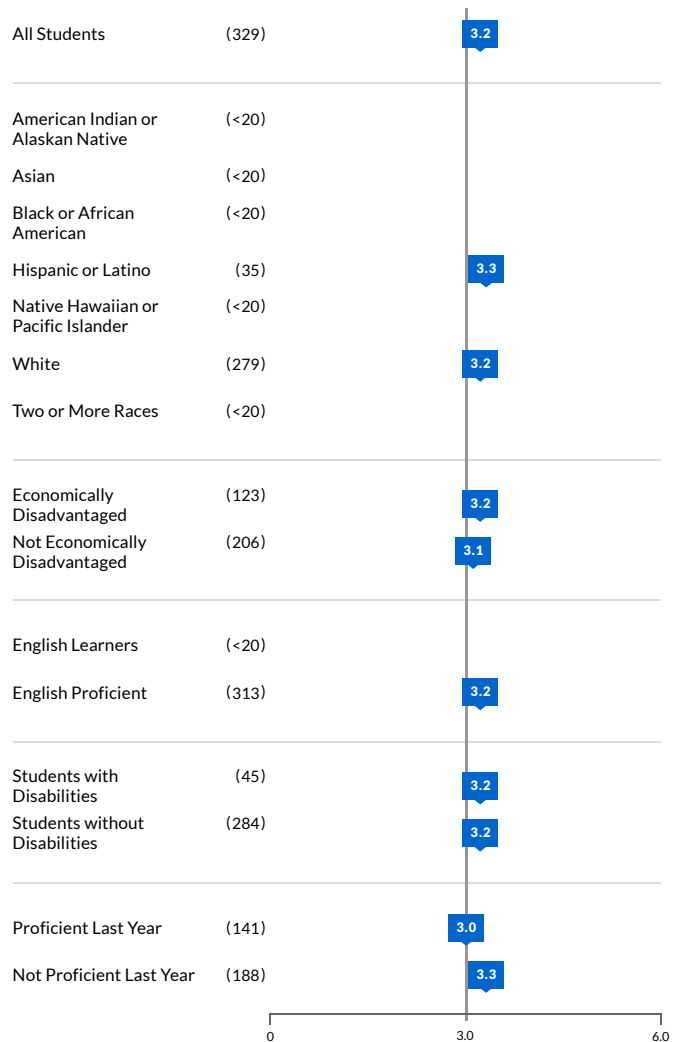 All Students (329) 3.2
American Indian or (<20)
Alaskan Native
Asian (<20)
Black or African (<20)
American
Hispanic or Latino (35) 3.3
Native Hawaiian or (<20)
Pacific Islander
White (279) 3.2
Two or More Races (<20)
Economically (123) 3.2
Disadvantaged
Not Economically (206) 3.1
Disadvantaged
English Learners (<20)
English Proficient (313) 3.2
Students with (45) 3.2
Disabilities
Students without (284) 3.2
Disabilities
Proficient Last Year (141) 3.0
Not Proficient Last Year (188) 3.3
0 3.0 6.0